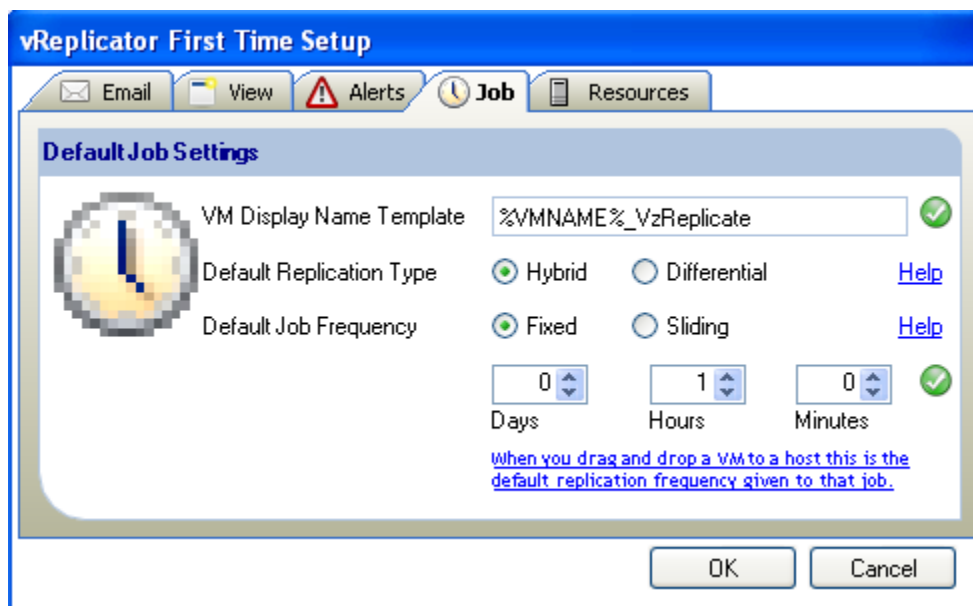 vReplicator First Time Setup
Email View Alerts Job Resources
Default Job Settings
VM Display Name Template %VMNAME%_VzReplicate
Default Replication Type Hybrid Differential Help
Default Job Frequency Fixed Sliding Help
0 1 0
Days Hours Minutes
When you drag and drop a VM to a host this is the
default replication frequency given to that job.
OK Cancel